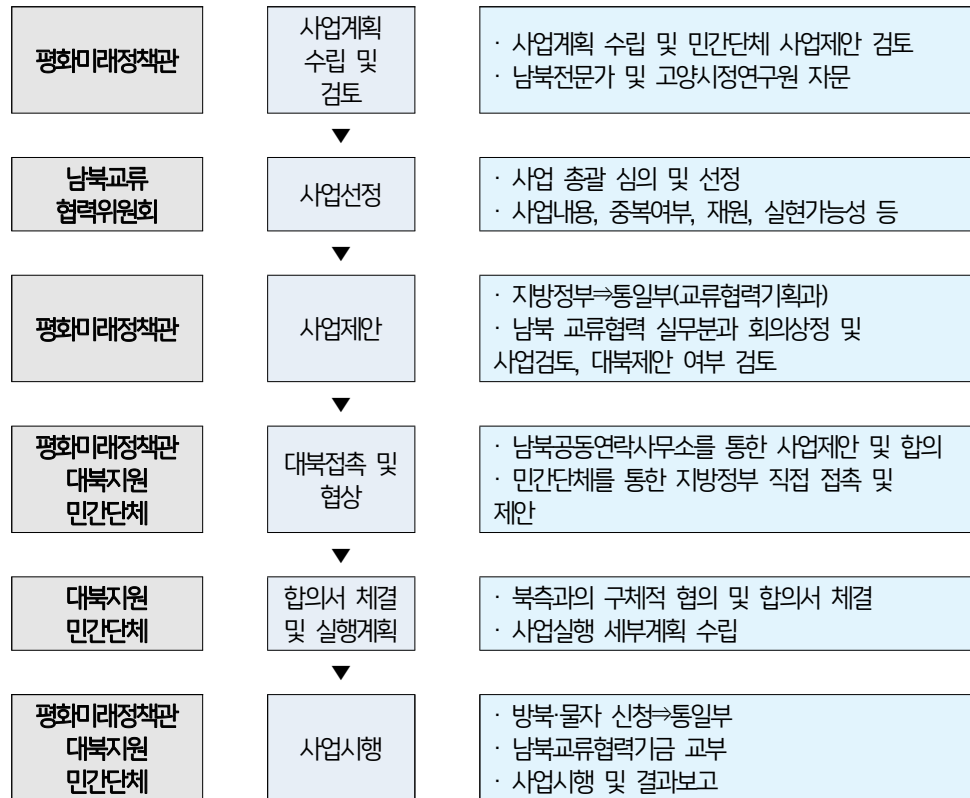 평화미래정책관
사업계획
수립 및
검토
· 사업계획 수립 및 민간단체 사업제안 검토
· 남북전문가 및 고양시정연구원 자문
▼
남북교류
협력위원회
사업선정
· 사업 총괄 심의 및 선정
· 사업내용, 중복여부, 재원, 실현가능성 등
▼
평화미래정책관
사업제안
· 지방정부⇒통일부(교류협력기획과)
· 남북 교류협력 실무분과 회의상정 및
사업검토, 대북제안 여부 검토
▼
평화미래정책관
대북지원
민간단체
대북접촉 및
협상
· 남북공동연락사무소를 통한 사업제안 및 합의
· 민간단체를 통한 지방정부 직접 접촉 및
제안
▼
대북지원
민간단체
합의서 체결
및 실행계획
· 북측과의 구체적 협의 및 합의서 체결
· 사업실행 세부계획 수립
▼
평화미래정책관
대북지원
민간단체
사업시행
· 방북·물자 신청⇒통일부
· 남북교류협력기금 교부
· 사업시행 및 결과보고